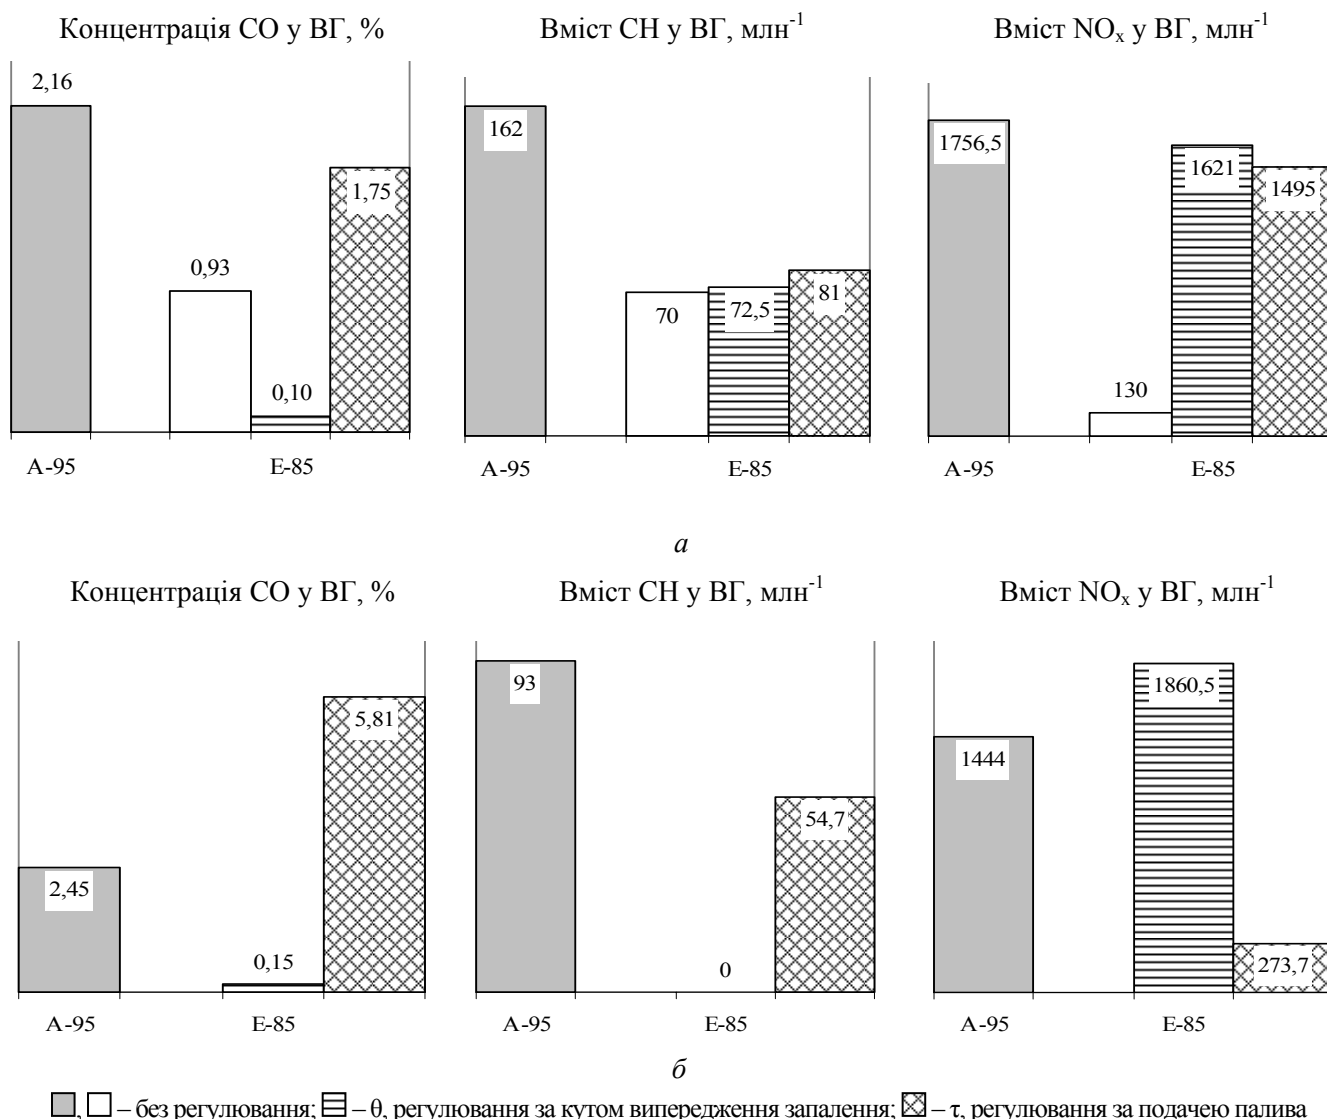 Концентрація CO у ВГ, %
Вміст CH у ВГ, млн⁻¹
Вміст NOₓ у ВГ, млн⁻¹
2,16
0,93
0,10
1,75
162
70
72,5
81
1756,5
130
1621
1495
А-95
Е-85
А-95
Е-85
А-95
Е-85
а
Концентрація CO у ВГ, %
Вміст CH у ВГ, млн⁻¹
Вміст NOₓ у ВГ, млн⁻¹
2,45
0,15
5,81
93
0
54,7
1444
1860,5
273,7
А-95
Е-85
А-95
Е-85
А-95
Е-85
б
, – без регулювання; – θ, регулювання за кутом випередження запалення; – τ, регулювання за подачею палива